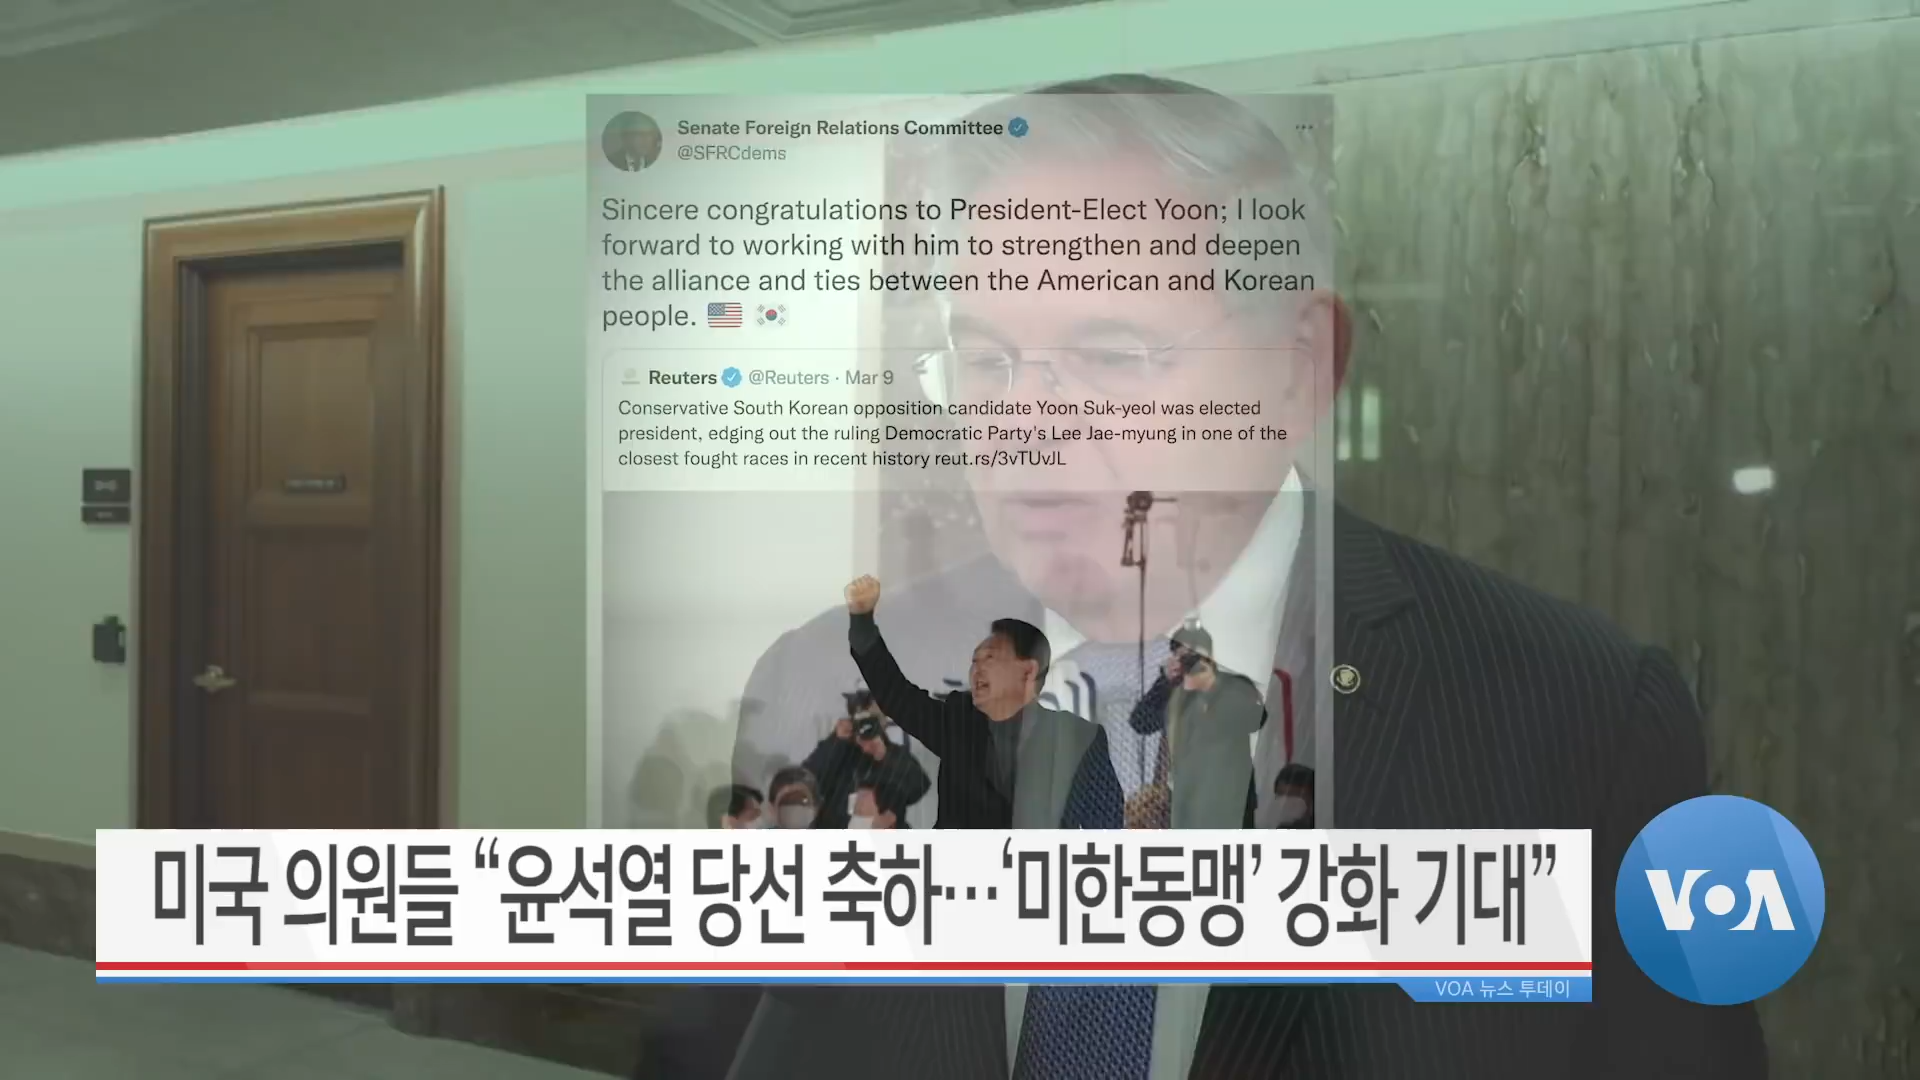 Senate Foreign Relations Committee
@SFRCdems
Sincere congratulations to President-Elect Yoon; I look
forward to working with him to strengthen and deepen
the alliance and ties between the American and Korean
people.
Reuters @Reuters · Mar 9
Conservative South Korean opposition candidate Yoon Suk-yeol was elected
president, edging out the ruling Democratic Party's Lee Jae-myung in one of the
closest fought races in recent history reut.rs/3vTUvJL
미국 의원들 “윤석열 당선 축하…‘미한동맹’ 강화 기대”
VOA
VOA 뉴스 투데이